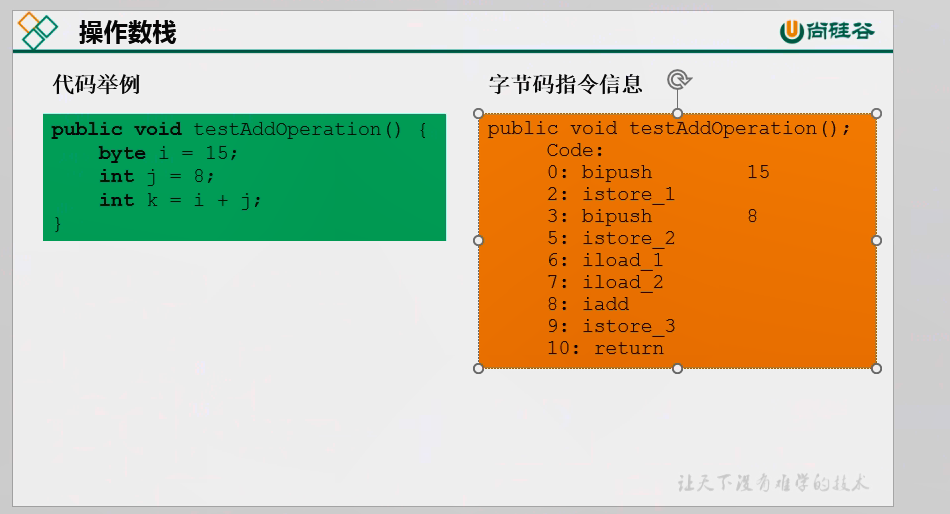 操作数栈
尚硅谷
代码举例
public void testAddOperation() {
    byte i = 15;
    int j = 8;
    int k = i + j;
}
字节码指令信息
public void testAddOperation();
     Code:
     0: bipush        15
     2: istore_1
     3: bipush        8
     5: istore_2
     6: iload_1
     7: iload_2
     8: iadd
     9: istore_3
     10: return
让天下没有难学的技术